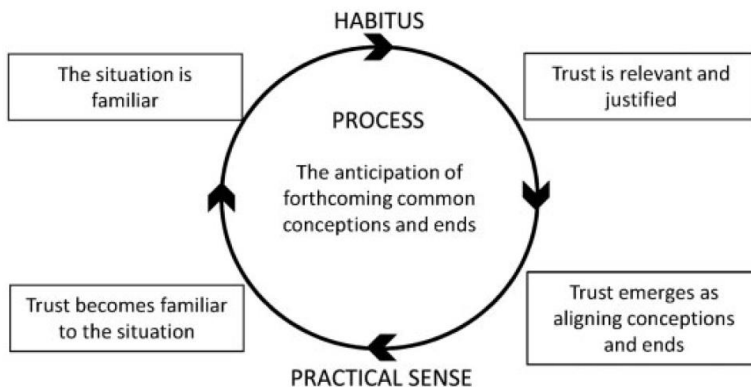 HABITUS
The situation is
familiar
Trust is relevant and
justified
PROCESS
The anticipation of
forthcoming common
conceptions and ends
Trust becomes familiar
to the situation
Trust emerges as
aligning conceptions
and ends
PRACTICAL SENSE